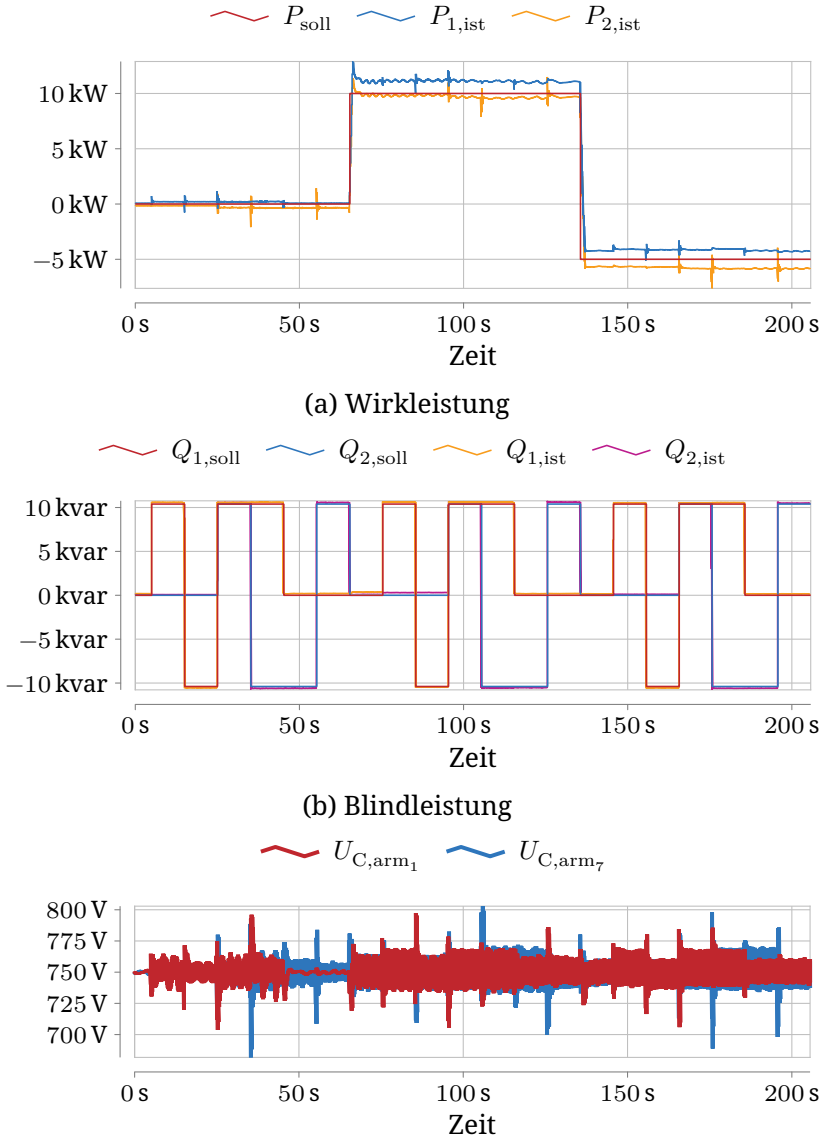 P_soll P_1,ist P_2,ist
10 kW
5 kW
0 kW
−5 kW
0 s 50 s 100 s 150 s 200 s
Zeit
(a) Wirkleistung
Q_1,soll Q_2,soll Q_1,ist Q_2,ist
10 kvar
5 kvar
0 kvar
−5 kvar
−10 kvar
0 s 50 s 100 s 150 s 200 s
Zeit
(b) Blindleistung
U_C,arm_1 U_C,arm_7
800 V
775 V
750 V
725 V
700 V
0 s 50 s 100 s 150 s 200 s
Zeit